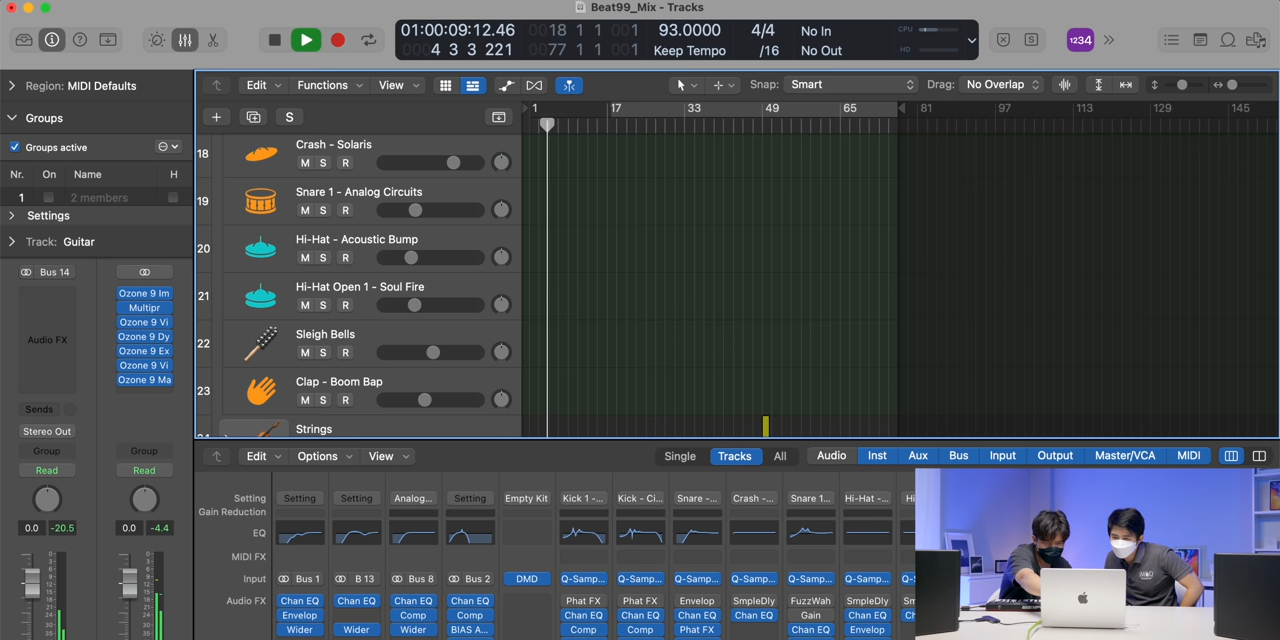 Beat99_Mix - Tracks
01:00:09:12.46
0018 1 1 001
93.0000
4/4
No In
CPU
0004 3 3 221
0077 1 1 001
Keep Tempo
/16
No Out
HD
1234
Region: MIDI Defaults
Edit
Functions
View
Snap: Smart
Drag: No Overlap
Groups
S
1 17 33 49 65 81 97 113 129 145
Groups active
Nr. On Name H
1 2 members
Settings
Track: Guitar
18 Crash - Solaris
M S R
19 Snare 1 - Analog Circuits
M S R
20 Hi-Hat - Acoustic Bump
M S R
21 Hi-Hat Open 1 - Soul Fire
M S R
22 Sleigh Bells
M S R
23 Clap - Boom Bap
M S R
Strings
Bus 14
Audio FX
Ozone 9 Im
Multipr
Ozone 9 Vi
Ozone 9 Dy
Ozone 9 Ex
Ozone 9 Vi
Ozone 9 Ma
Sends
Stereo Out
Group Group
Read Read
0.0 -20.5 0.0 -4.4
Edit Options View Single Tracks All Audio Inst Aux Bus Input Output Master/VCA MIDI
Setting Setting Setting Analog... Setting Empty Kit Kick 1 -... Kick - Ci... Snare -... Crash -... Snare 1... Hi-Hat -... Hi
Gain Reduction
EQ
MIDI FX
Input Bus 1 B 13 Bus 8 Bus 2 DMD Q-Samp... Q-Samp... Q-Samp... Q-Samp... Q-Samp... Q-Samp... Q-S
Audio FX Chan EQ Chan EQ Chan EQ Chan EQ Phat FX Phat FX Envelop SmpleDly FuzzWah SmpleDly
Envelop Comp Comp Chan EQ Chan EQ Chan EQ Chan EQ Gain Chan EQ
Wider Wider Wider BIAS A... Comp Comp Phat FX Chan EQ Envelop